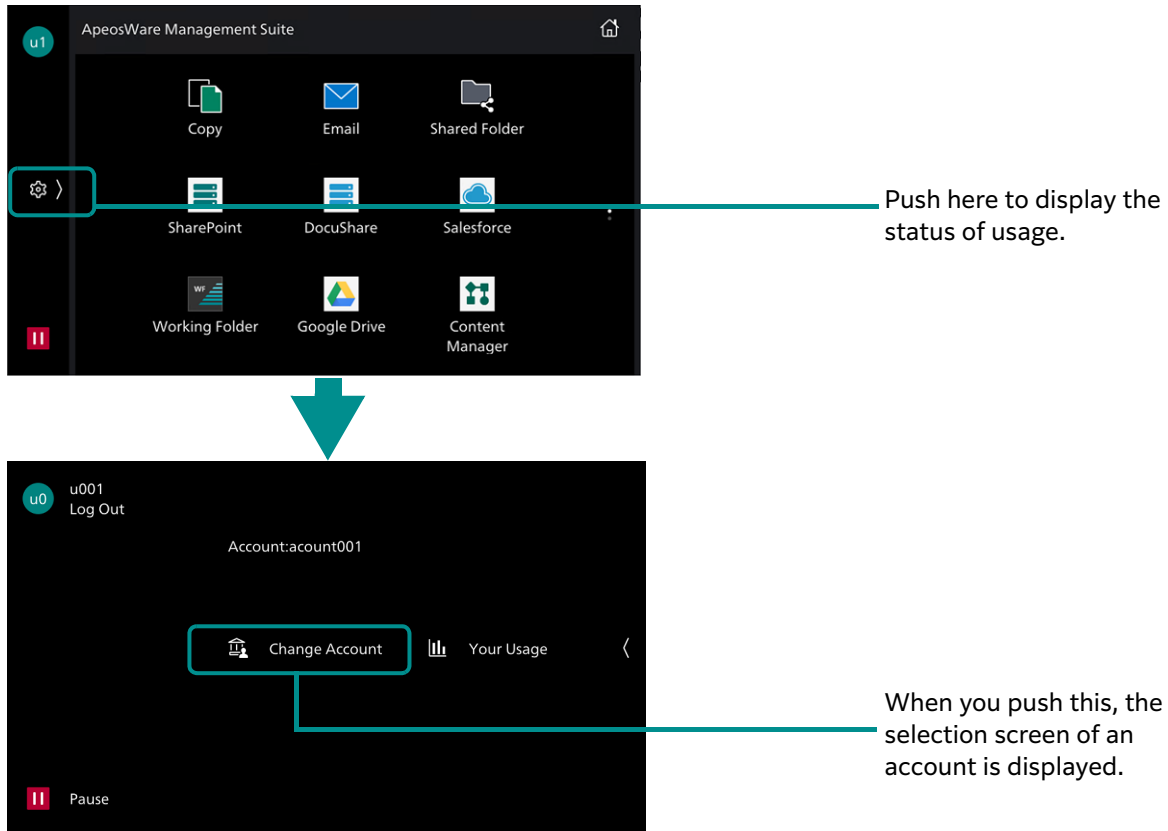 u1
ApeosWare Management Suite
Copy
Email
Shared Folder
SharePoint
DocuShare
Salesforce
Push here to display the
status of usage.
WF
Working Folder
Google Drive
Content
Manager
u0
u001
Log Out
Account:acount001
Change Account
Your Usage
When you push this, the
selection screen of an
account is displayed.
Pause